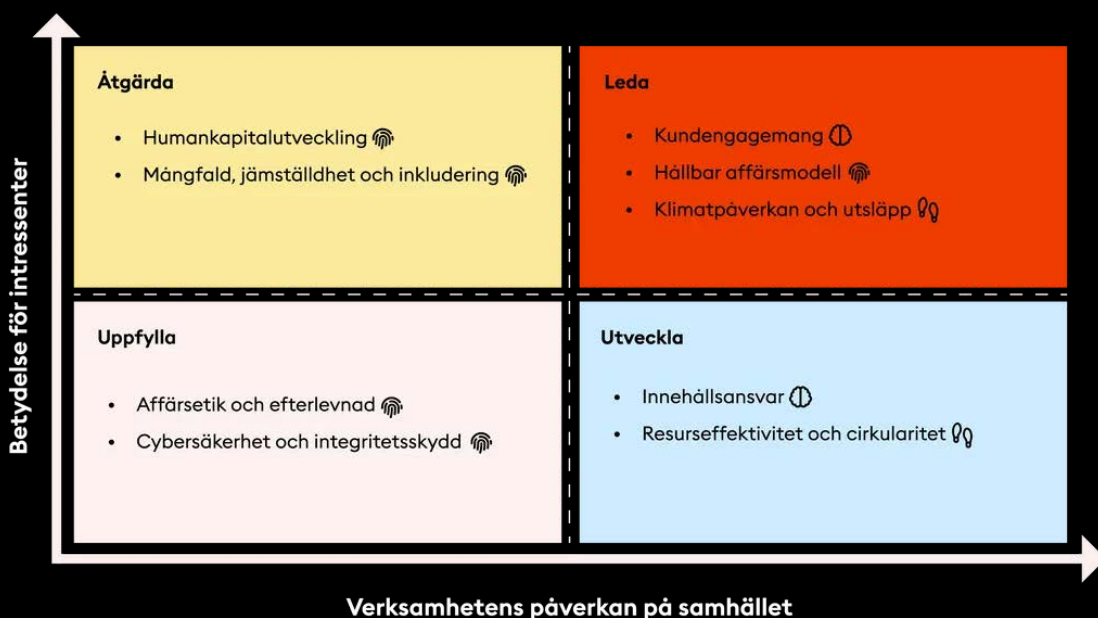 Betydelse för intressenter
Åtgärda
• Humankapitalutveckling
• Mångfald, jämställdhet och inkludering
Leda
• Kundengagemang
• Hållbar affärsmodell
• Klimatpåverkan och utsläpp
Uppfylla
• Affärsetik och efterlevnad
• Cybersäkerhet och integritetsskydd
Utveckla
• Innehållsansvar
• Resurseffektivitet och cirkularitet
Verksamhetens påverkan på samhället